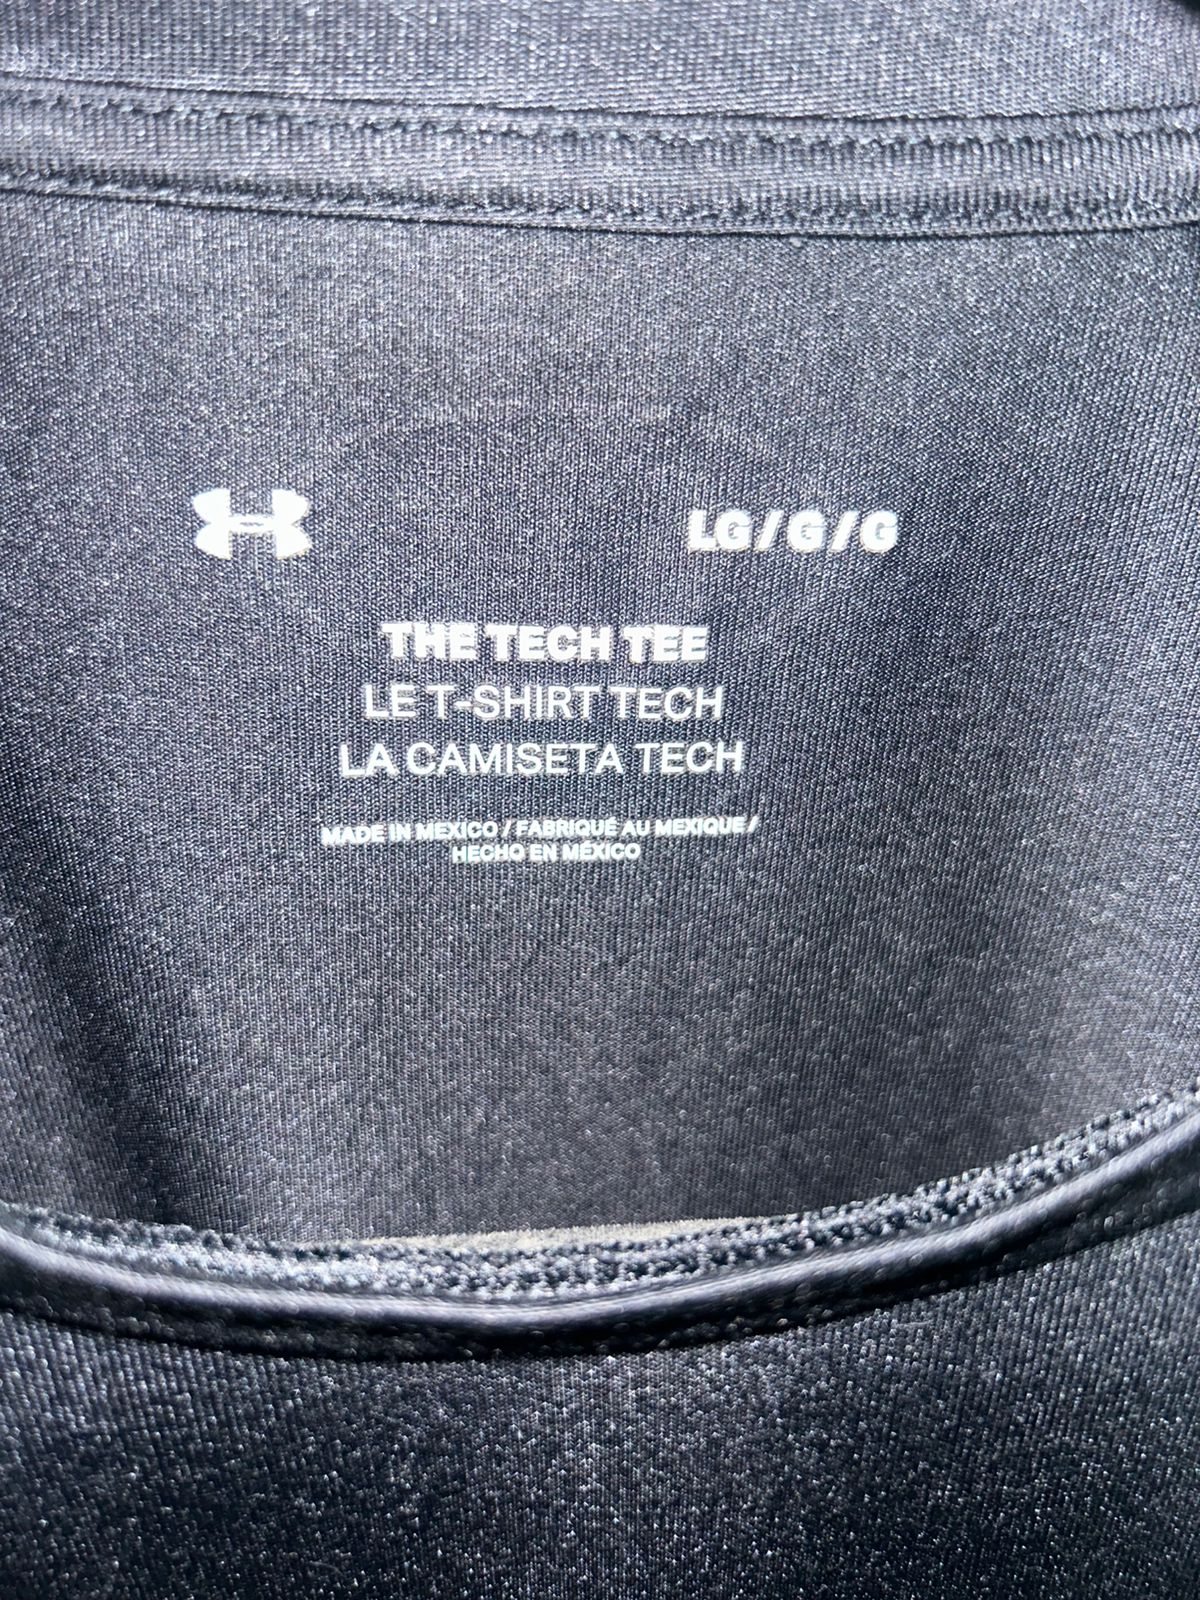 LG/G/G
THE TECH TEE
LE T-SHIRT TECH
LA CAMISETA TECH
MADE IN MEXICO / FABRIQUÉ AU MEXIQUE /
HECHO EN MÉXICO